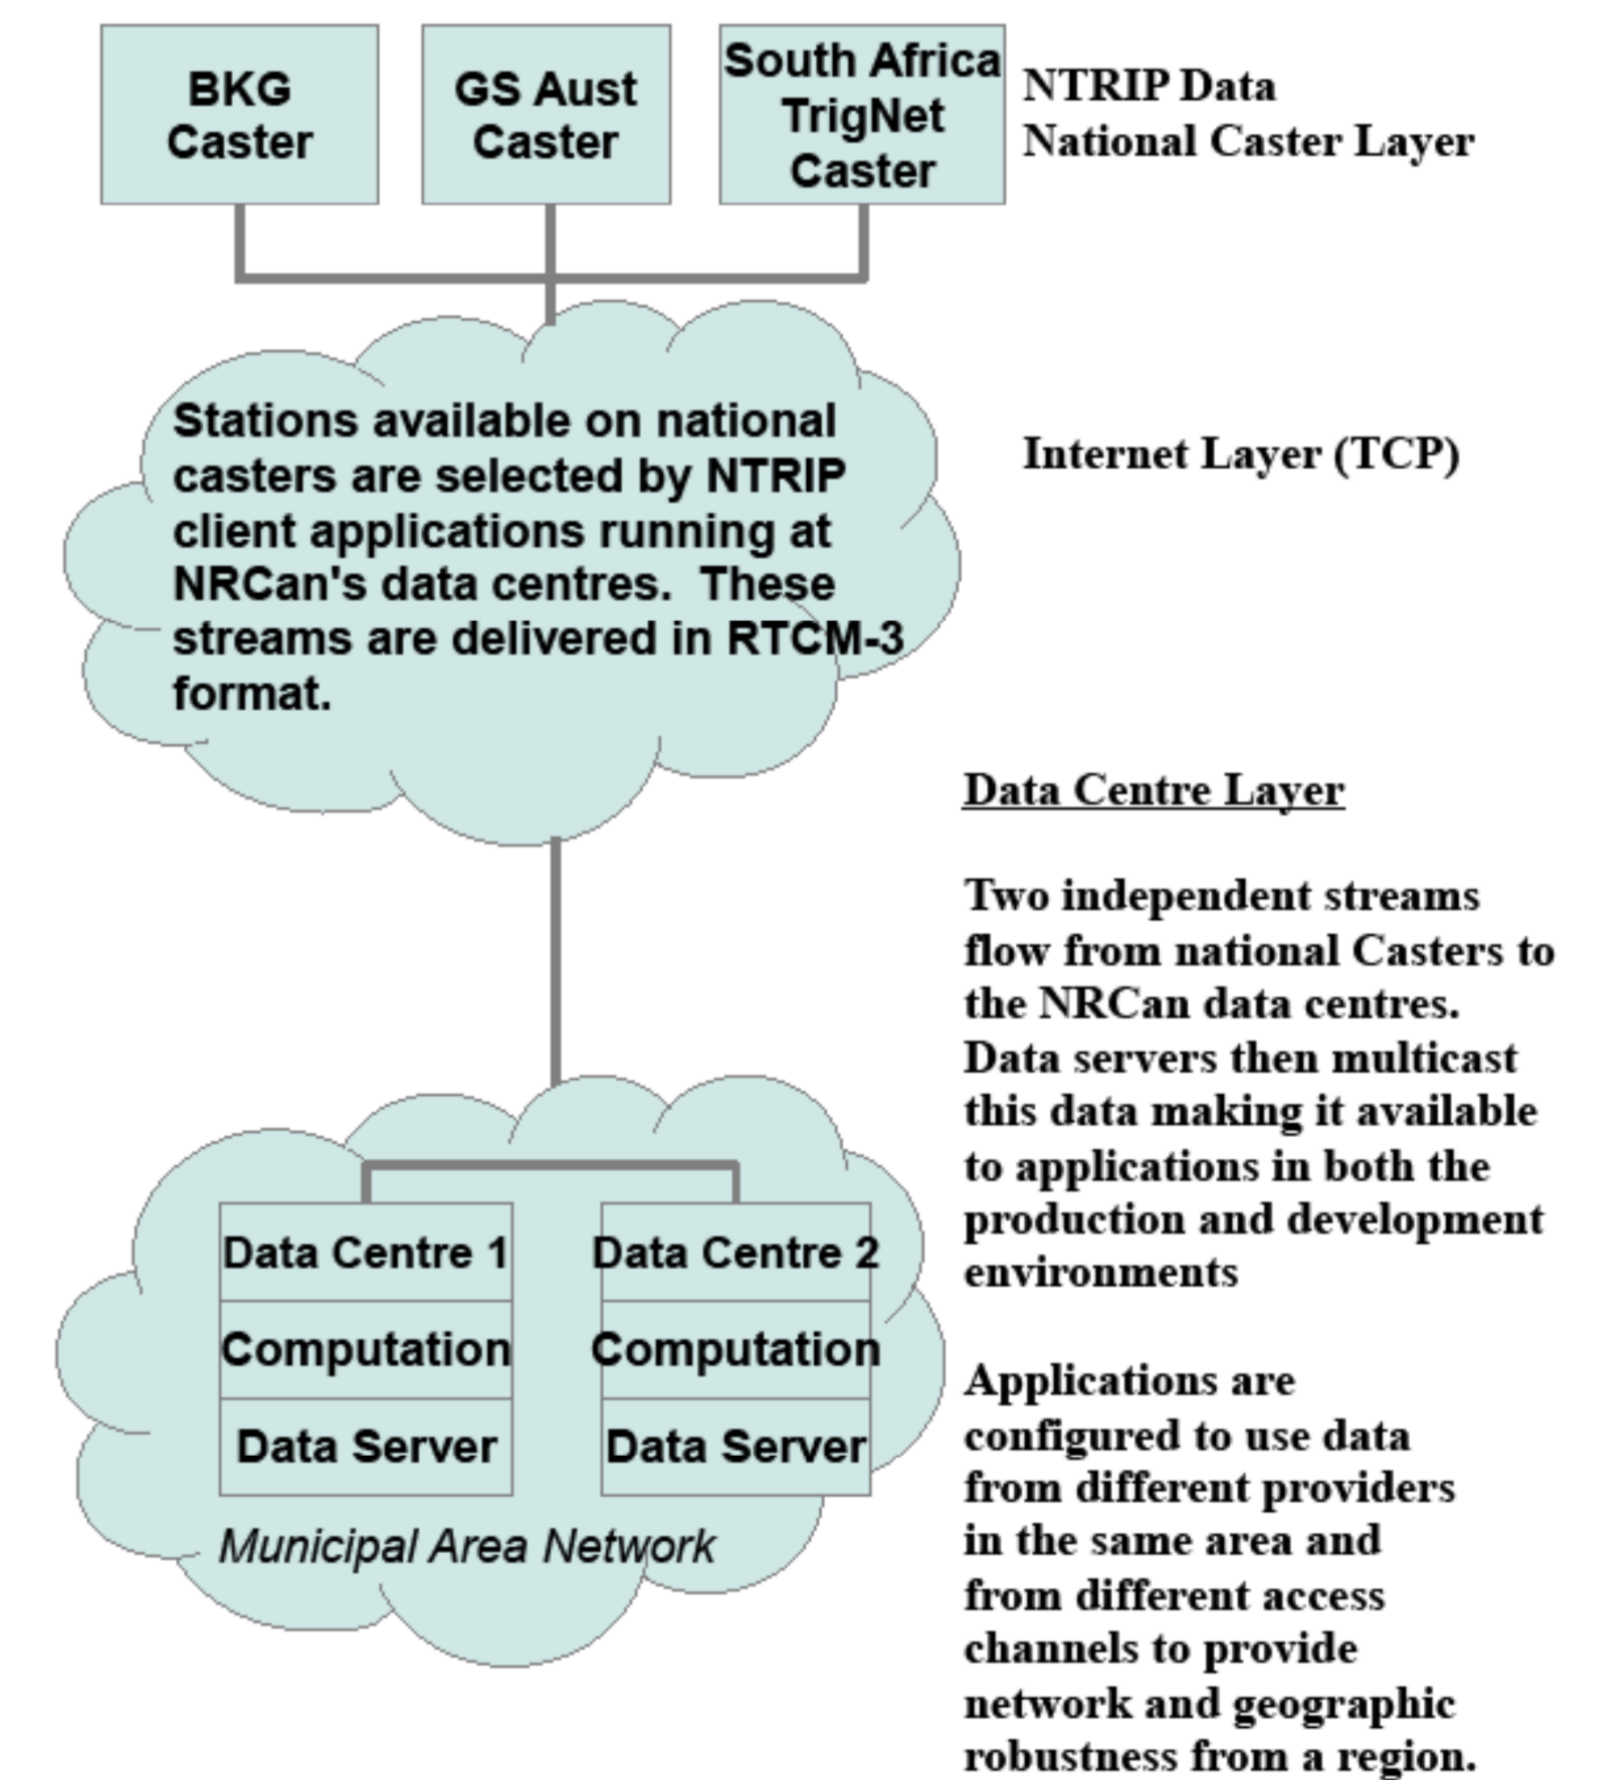 BKG
Caster
GS Aust
Caster
South Africa
TrigNet
Caster
NTRIP Data
National Caster Layer
Stations available on national
casters are selected by NTRIP
client applications running at
NRCan's data centres.  These
streams are delivered in RTCM-3
format.
Internet Layer (TCP)
Data Centre Layer
Two independent streams
flow from national Casters to
the NRCan data centres.
Data servers then multicast
this data making it available
to applications in both the
production and development
environments
Applications are
configured to use data
from different providers
in the same area and
from different access
channels to provide
network and geographic
robustness from a region.
Data Centre 1
Computation
Data Server
Data Centre 2
Computation
Data Server
Municipal Area Network